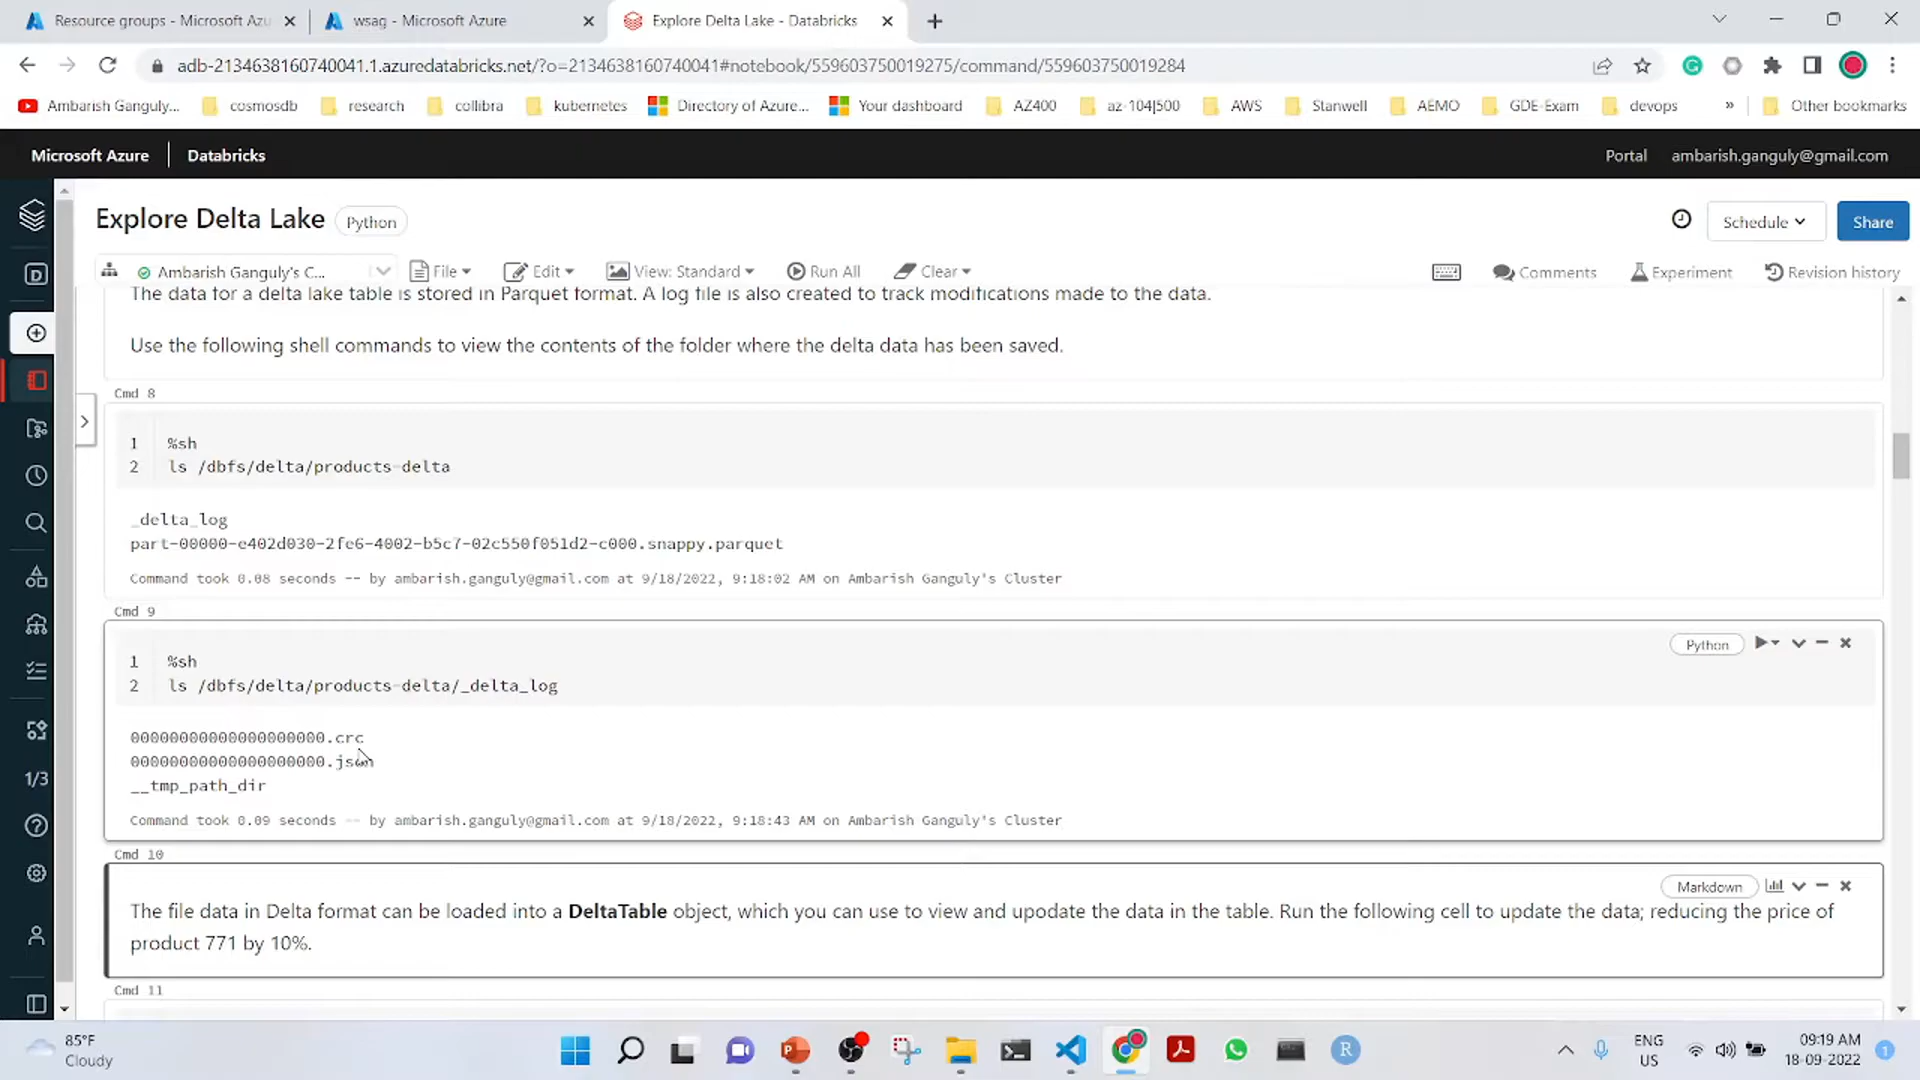 Resource groups - Microsoft Azu
wsag - Microsoft Azure
Explore Delta Lake - Databricks
adb-2134638160740041.1.azuredatabricks.net/?o=2134638160740041#notebook/559603750019275/command/559603750019284
Ambarish Ganguly...
cosmosdb
research
collibra
kubernetes
Directory of Azure...
Your dashboard
AZ400
az-104|500
AWS
Stanwell
AEMO
GDE-Exam
devops
»
Other bookmarks
Microsoft Azure
Databricks
Portal
ambarish.ganguly@gmail.com
Explore Delta Lake
Python
Schedule
Share
Ambarish Ganguly's C...
File
Edit
View: Standard
Run All
Clear
Comments
Experiment
Revision history
The data for a delta lake table is stored in Parquet format. A log file is also created to track modifications made to the data.
Use the following shell commands to view the contents of the folder where the delta data has been saved.
Cmd 8
1 %sh
2 ls /dbfs/delta/products-delta
_delta_log
part-00000-e402d030-2fe6-4002-b5c7-02c550f051d2-c000.snappy.parquet
Command took 0.08 seconds -- by ambarish.ganguly@gmail.com at 9/18/2022, 9:18:02 AM on Ambarish Ganguly's Cluster
Cmd 9
Python
1 %sh
2 ls /dbfs/delta/products-delta/_delta_log
00000000000000000000.crc
00000000000000000000.json
__tmp_path_dir
Command took 0.09 seconds -- by ambarish.ganguly@gmail.com at 9/18/2022, 9:18:43 AM on Ambarish Ganguly's Cluster
Cmd 10
Markdown
The file data in Delta format can be loaded into a DeltaTable object, which you can use to view and upodate the data in the table. Run the following cell to update the data; reducing the price of
product 771 by 10%.
Cmd 11
1/3
85°F
Cloudy
R
ENG
US
09:19 AM
18-09-2022
1